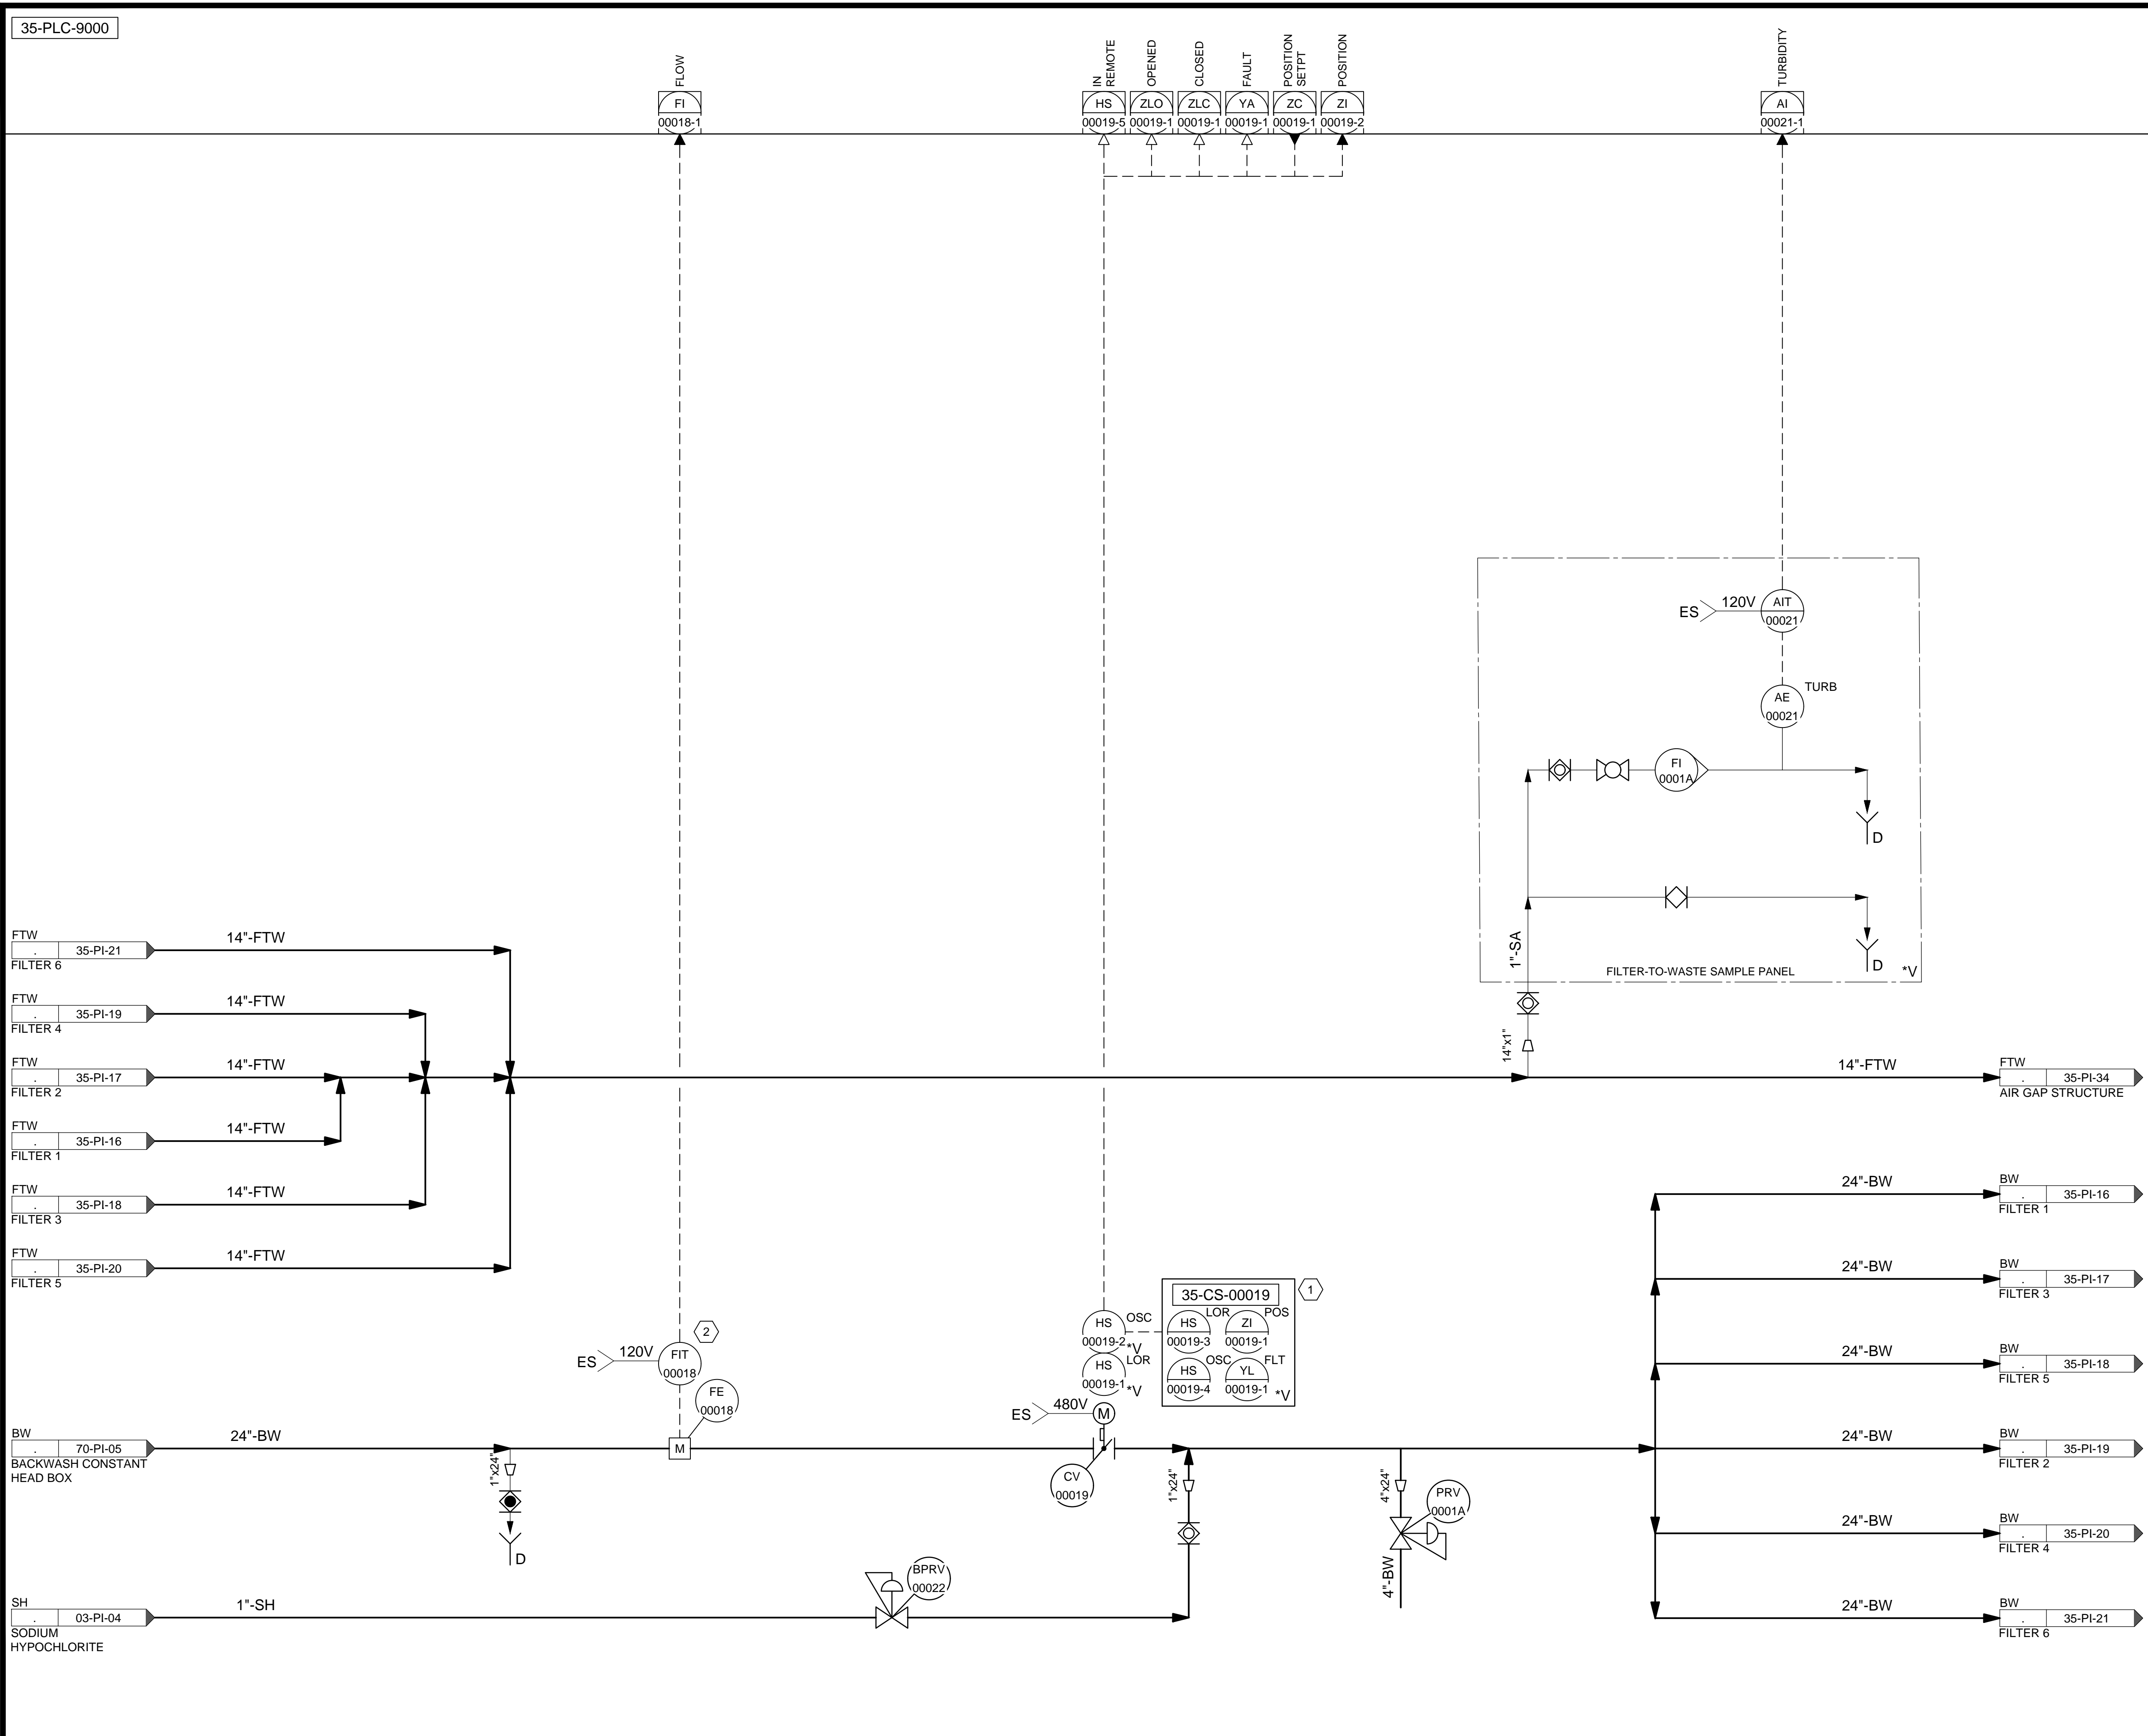 35-PLC-9000
FLOW
FI
00018-1
IN
REMOTE
HS
00019-5
OPENED
ZLO
00019-1
CLOSED
ZLC
00019-1
FAULT
YA
00019-1
POSITION
SETPT
ZC
00019-1
POSITION
ZI
00019-2
TURBIDITY
AI
00021-1
ES
120V
AIT
00021
AE
00021
TURB
FI
0001A
D
D
1"-SA
FILTER-TO-WASTE SAMPLE PANEL
*V
14"x1"
FTW
. 35-PI-21
FILTER 6
14"-FTW
FTW
. 35-PI-19
FILTER 4
14"-FTW
FTW
. 35-PI-17
FILTER 2
14"-FTW
FTW
. 35-PI-16
FILTER 1
14"-FTW
FTW
. 35-PI-18
FILTER 3
14"-FTW
FTW
. 35-PI-20
FILTER 5
14"-FTW
14"-FTW
FTW
. 35-PI-34
AIR GAP STRUCTURE
24"-BW
BW
. 35-PI-16
FILTER 1
24"-BW
BW
. 35-PI-17
FILTER 3
24"-BW
BW
. 35-PI-18
FILTER 5
24"-BW
BW
. 35-PI-19
FILTER 2
24"-BW
BW
. 35-PI-20
FILTER 4
24"-BW
BW
. 35-PI-21
FILTER 6
2
ES
120V
FIT
00018
FE
00018
M
HS
00019-2
OSC
*V
HS
00019-1
LOR
*V
ES
480V
M
CV
00019
1
35-CS-00019
HS
00019-3
LOR
ZI
00019-1
POS
HS
00019-4
OSC
YL
00019-1
FLT
*V
BW
. 70-PI-05
BACKWASH CONSTANT
HEAD BOX
24"-BW
1"x24"
D
1"x24"
4"x24"
PRV
0001A
4"-BW
BPRV
00022
SH
. 03-PI-04
SODIUM
HYPOCHLORITE
1"-SH